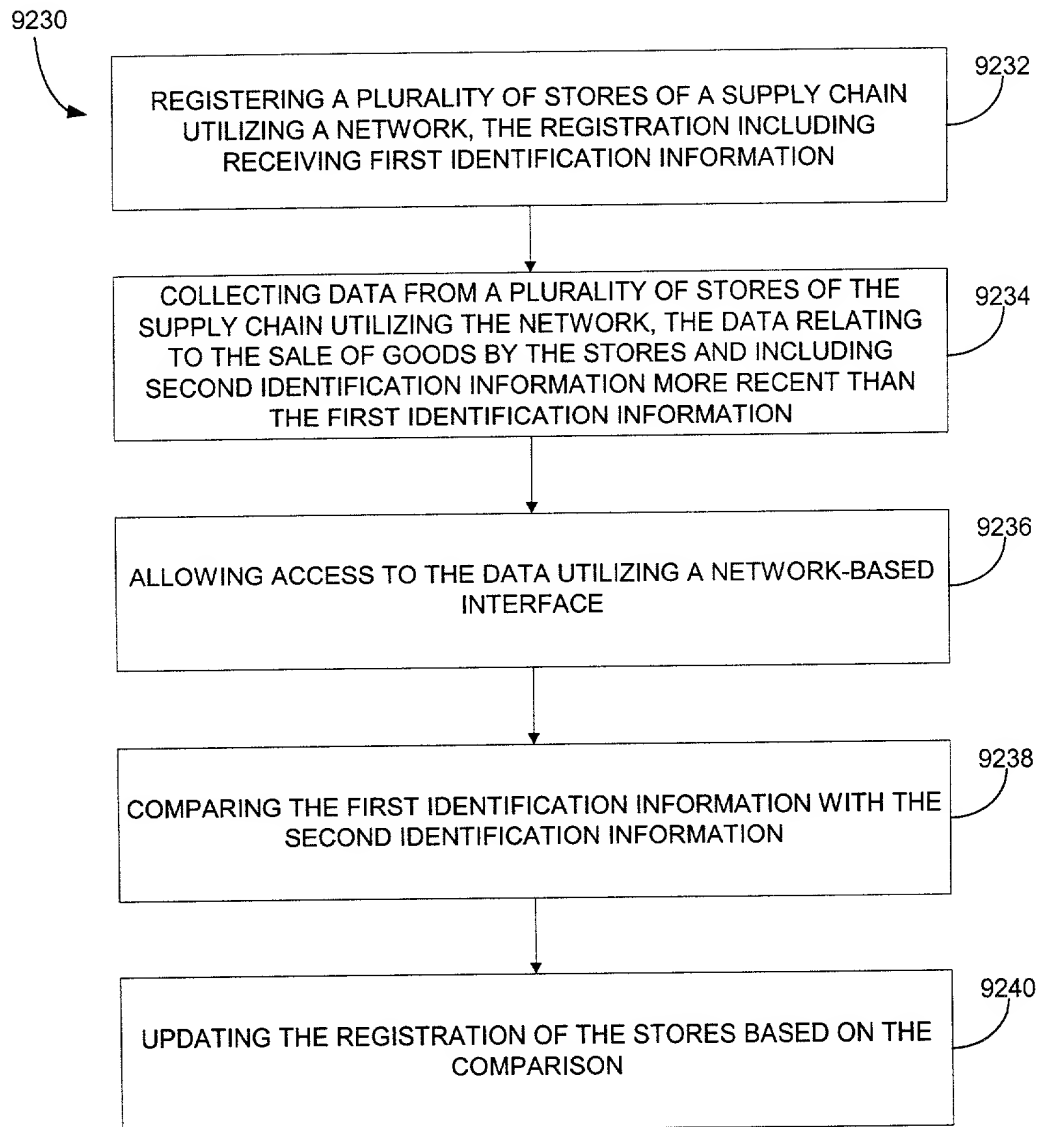 9230
9232
REGISTERING A PLURALITY OF STORES OF A SUPPLY CHAIN
UTILIZING A NETWORK, THE REGISTRATION INCLUDING
RECEIVING FIRST IDENTIFICATION INFORMATION
9234
COLLECTING DATA FROM A PLURALITY OF STORES OF THE
SUPPLY CHAIN UTILIZING THE NETWORK, THE DATA RELATING
TO THE SALE OF GOODS BY THE STORES AND INCLUDING
SECOND IDENTIFICATION INFORMATION MORE RECENT THAN
THE FIRST IDENTIFICATION INFORMATION
9236
ALLOWING ACCESS TO THE DATA UTILIZING A NETWORK-BASED
INTERFACE
9238
COMPARING THE FIRST IDENTIFICATION INFORMATION WITH THE
SECOND IDENTIFICATION INFORMATION
9240
UPDATING THE REGISTRATION OF THE STORES BASED ON THE
COMPARISON